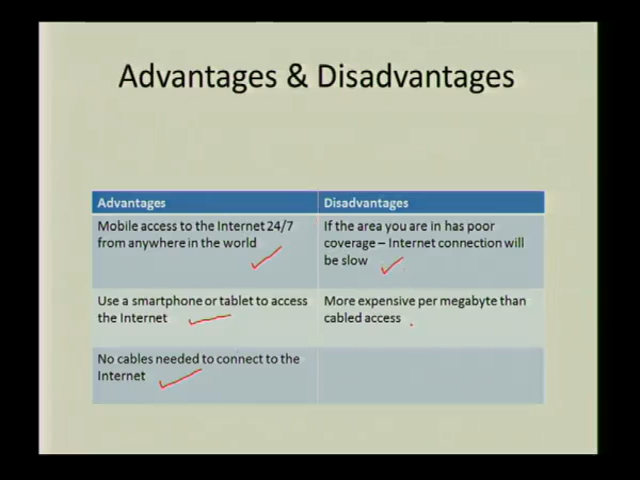 Advantages & Disadvantages
Advantages
Disadvantages
Mobile access to the Internet 24/7
from anywhere in the world
If the area you are in has poor
coverage – Internet connection will
be slow
Use a smartphone or tablet to access
the Internet
More expensive per megabyte than
cabled access
No cables needed to connect to the
Internet